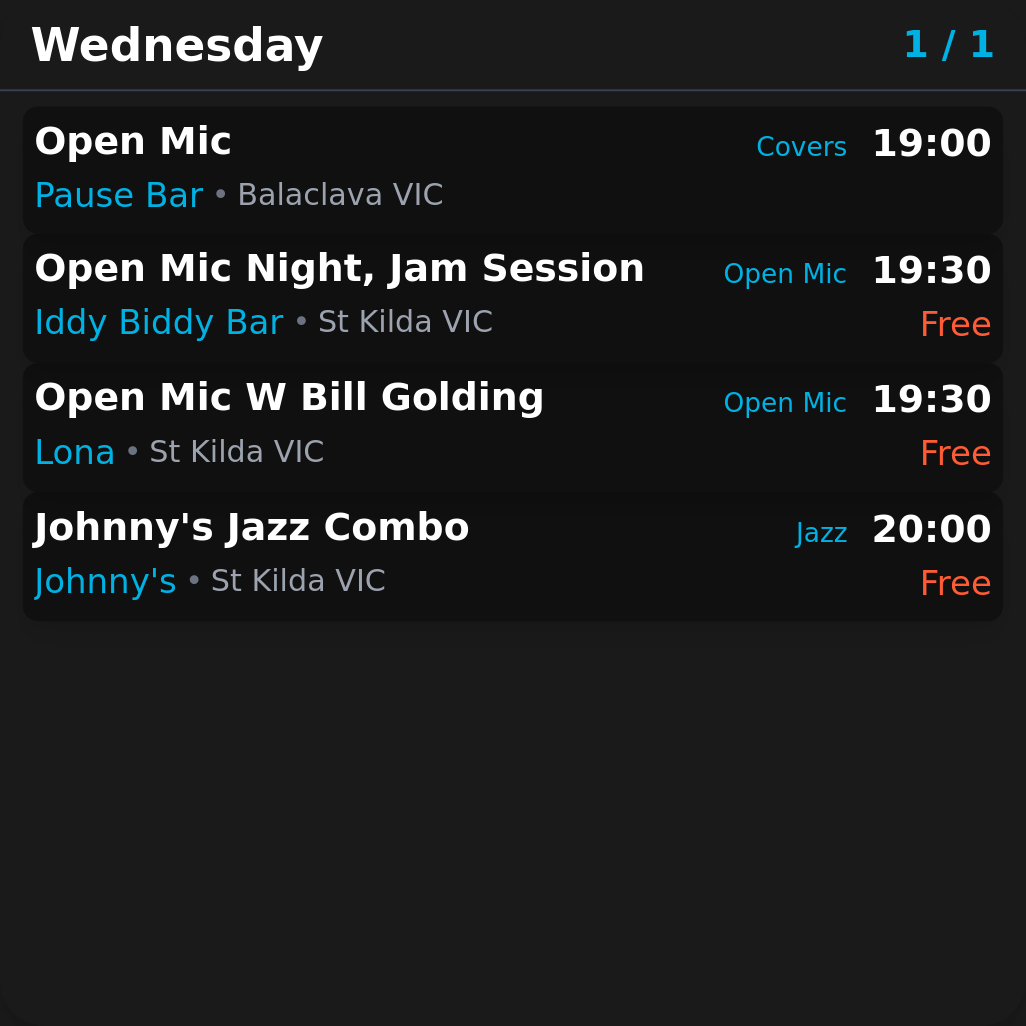 Wednesday 1 / 1
Open Mic Covers 19:00
Pause Bar • Balaclava VIC
Open Mic Night, Jam Session Open Mic 19:30
Iddy Biddy Bar • St Kilda VIC Free
Open Mic W Bill Golding Open Mic 19:30
Lona • St Kilda VIC Free
Johnny's Jazz Combo Jazz 20:00
Johnny's • St Kilda VIC Free